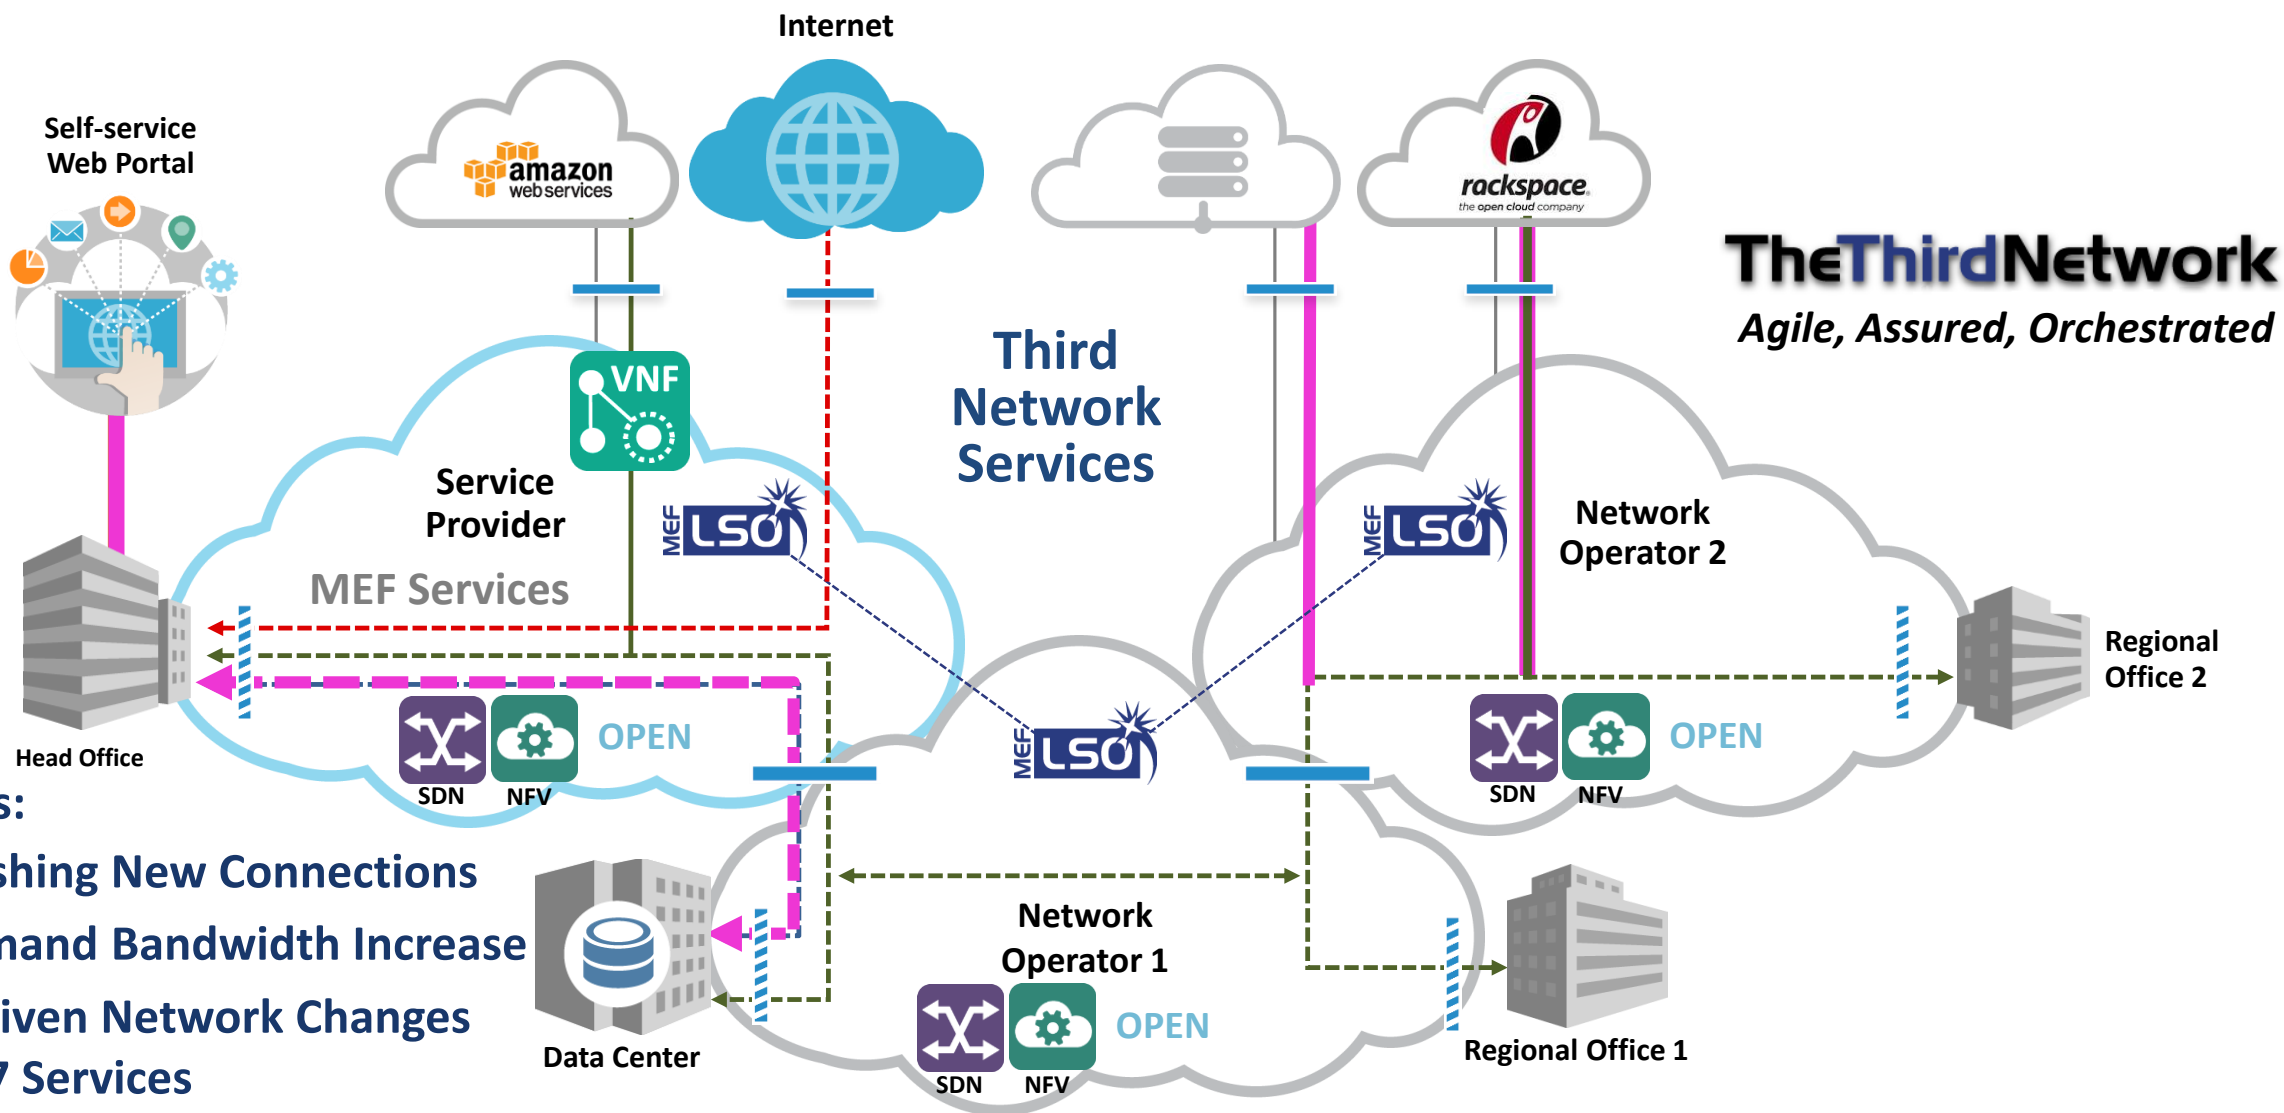 Internet
Self-service
Web Portal
amazon
web services
rackspace
the open cloud company
TheThirdNetwork
Agile, Assured, Orchestrated
Third
Network
Services
VNF
Service
Provider
MEF LSO
MEF LSO
Network
Operator 2
MEF Services
Regional
Office 2
Head Office
OPEN
SDN
NFV
MEF LSO
OPEN
SDN
NFV
s:
shing New Connections
mand Bandwidth Increase
iven Network Changes
7 Services
Data Center
Network
Operator 1
OPEN
SDN
NFV
Regional Office 1